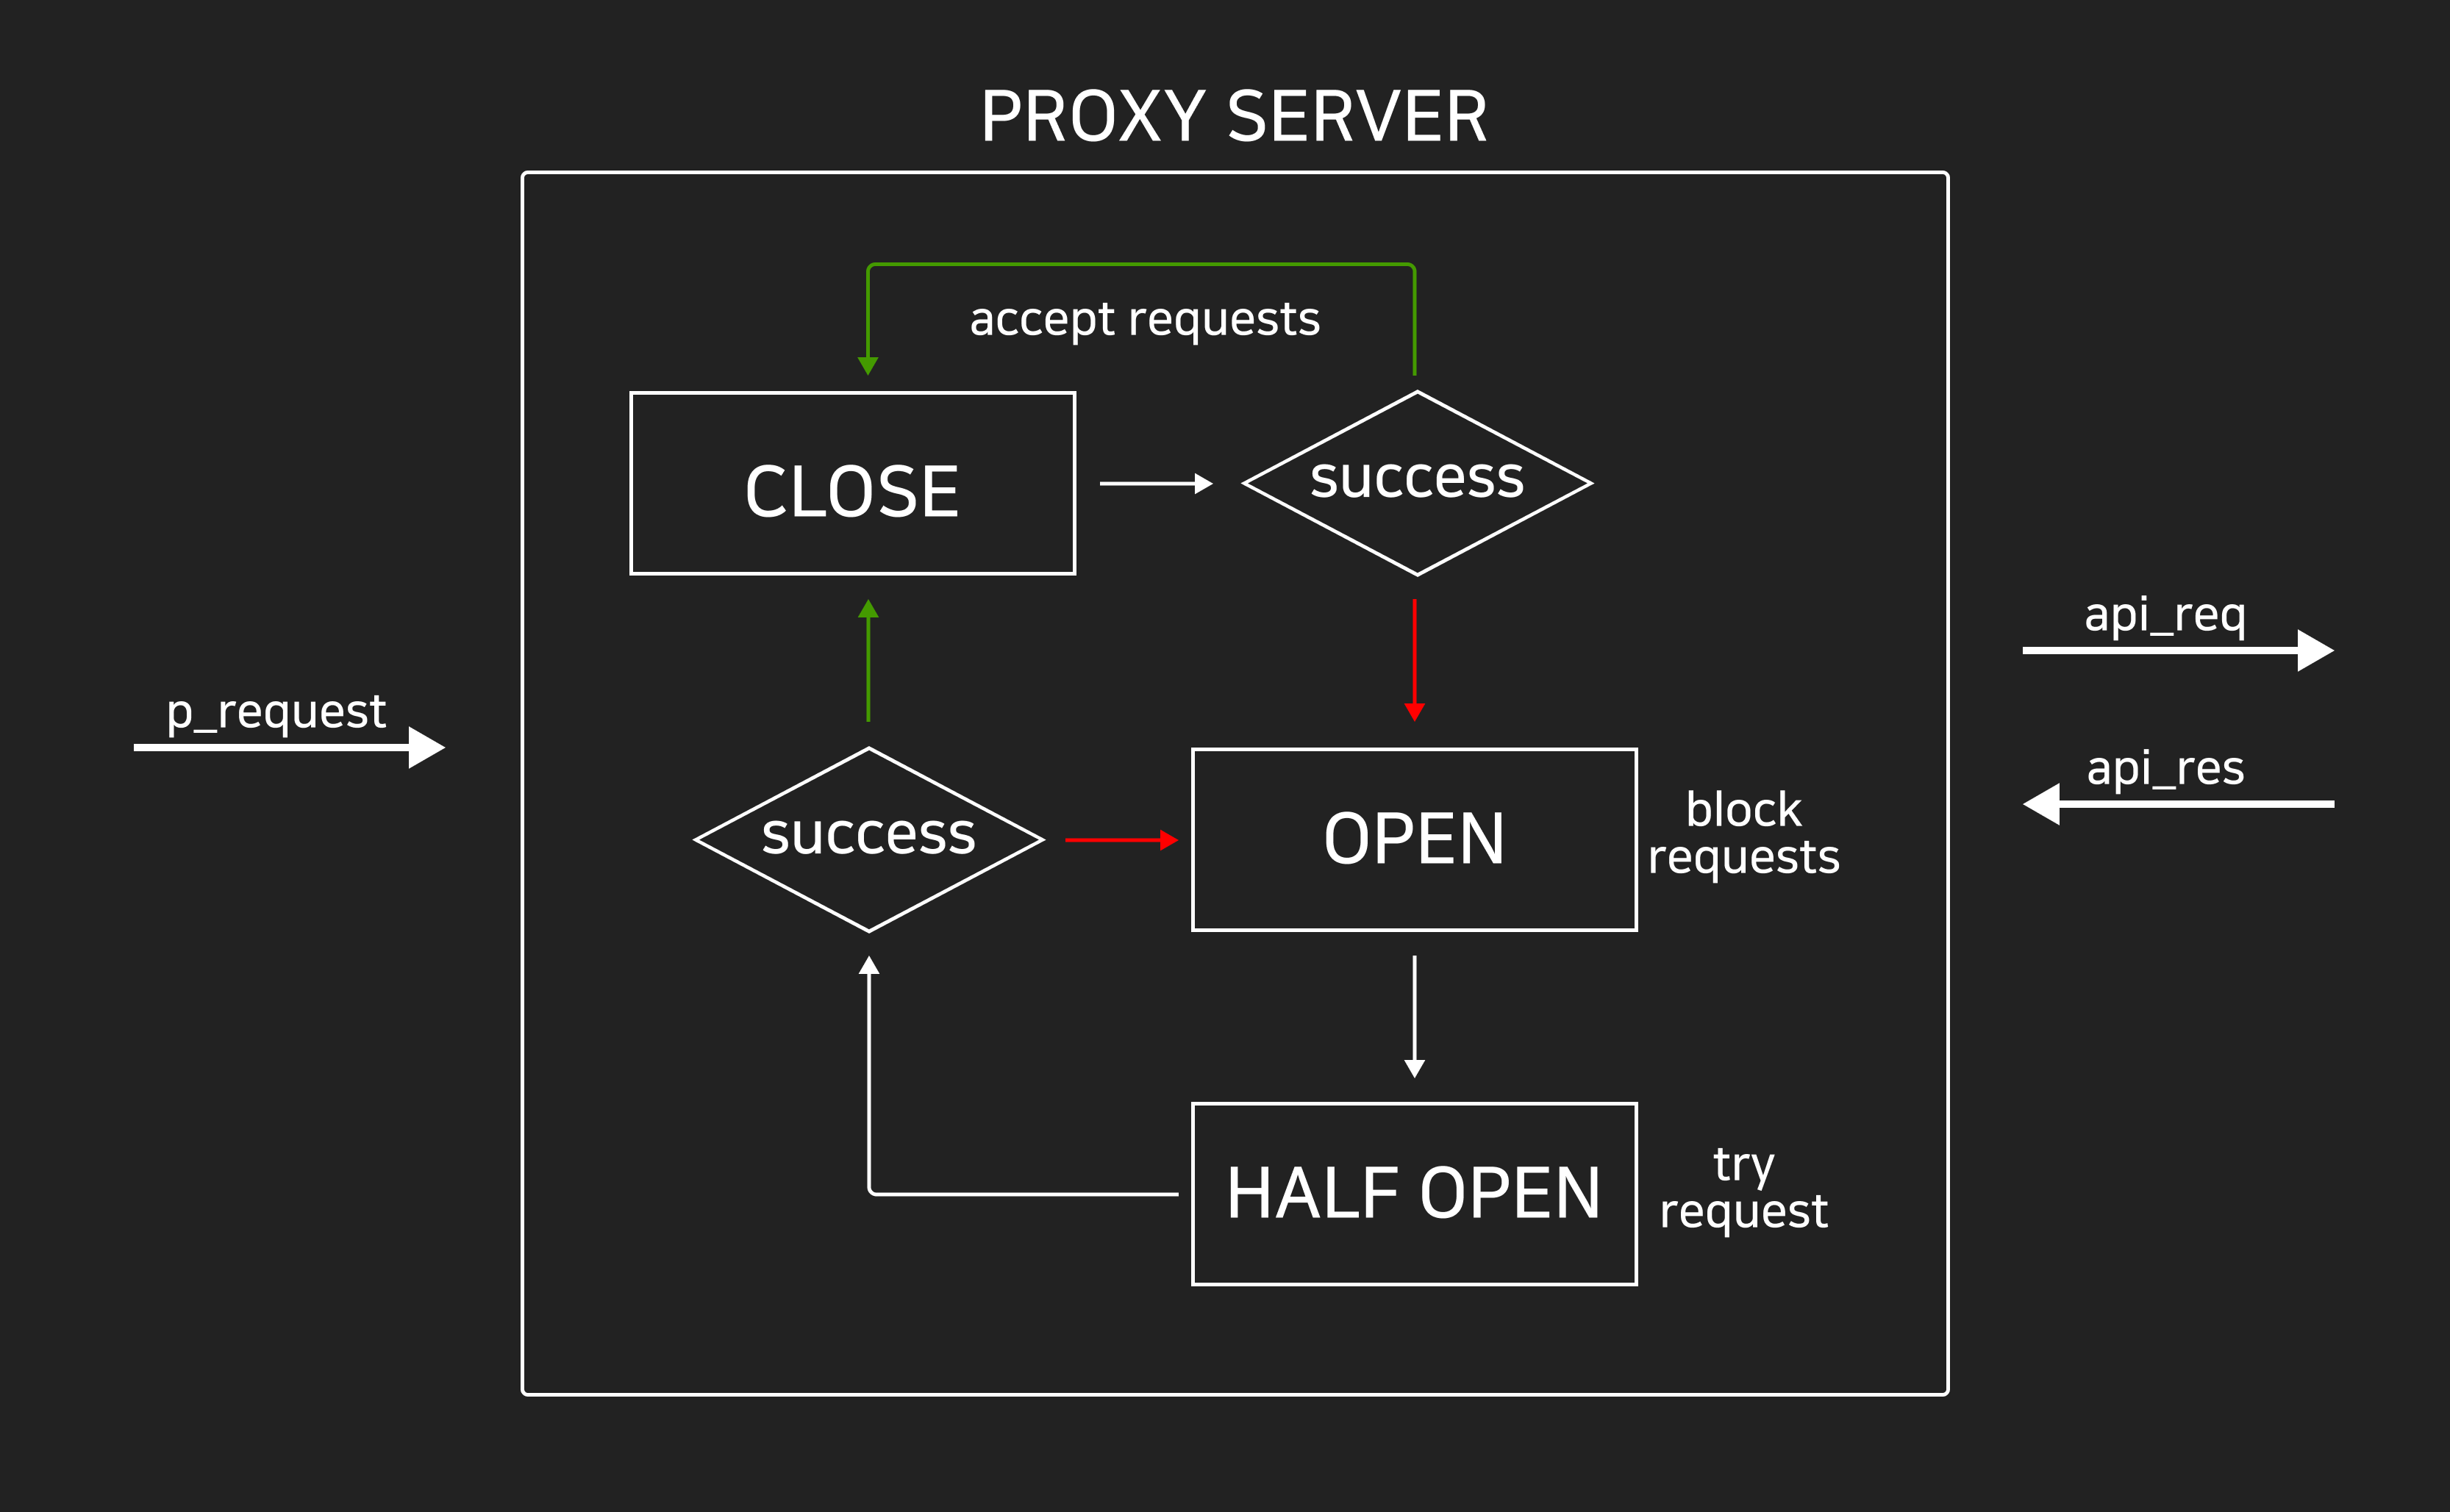 PROXY SERVER
accept requests
CLOSE
success
api_req
p_request
api_res
success
OPEN
block
requests
HALF OPEN
try
request